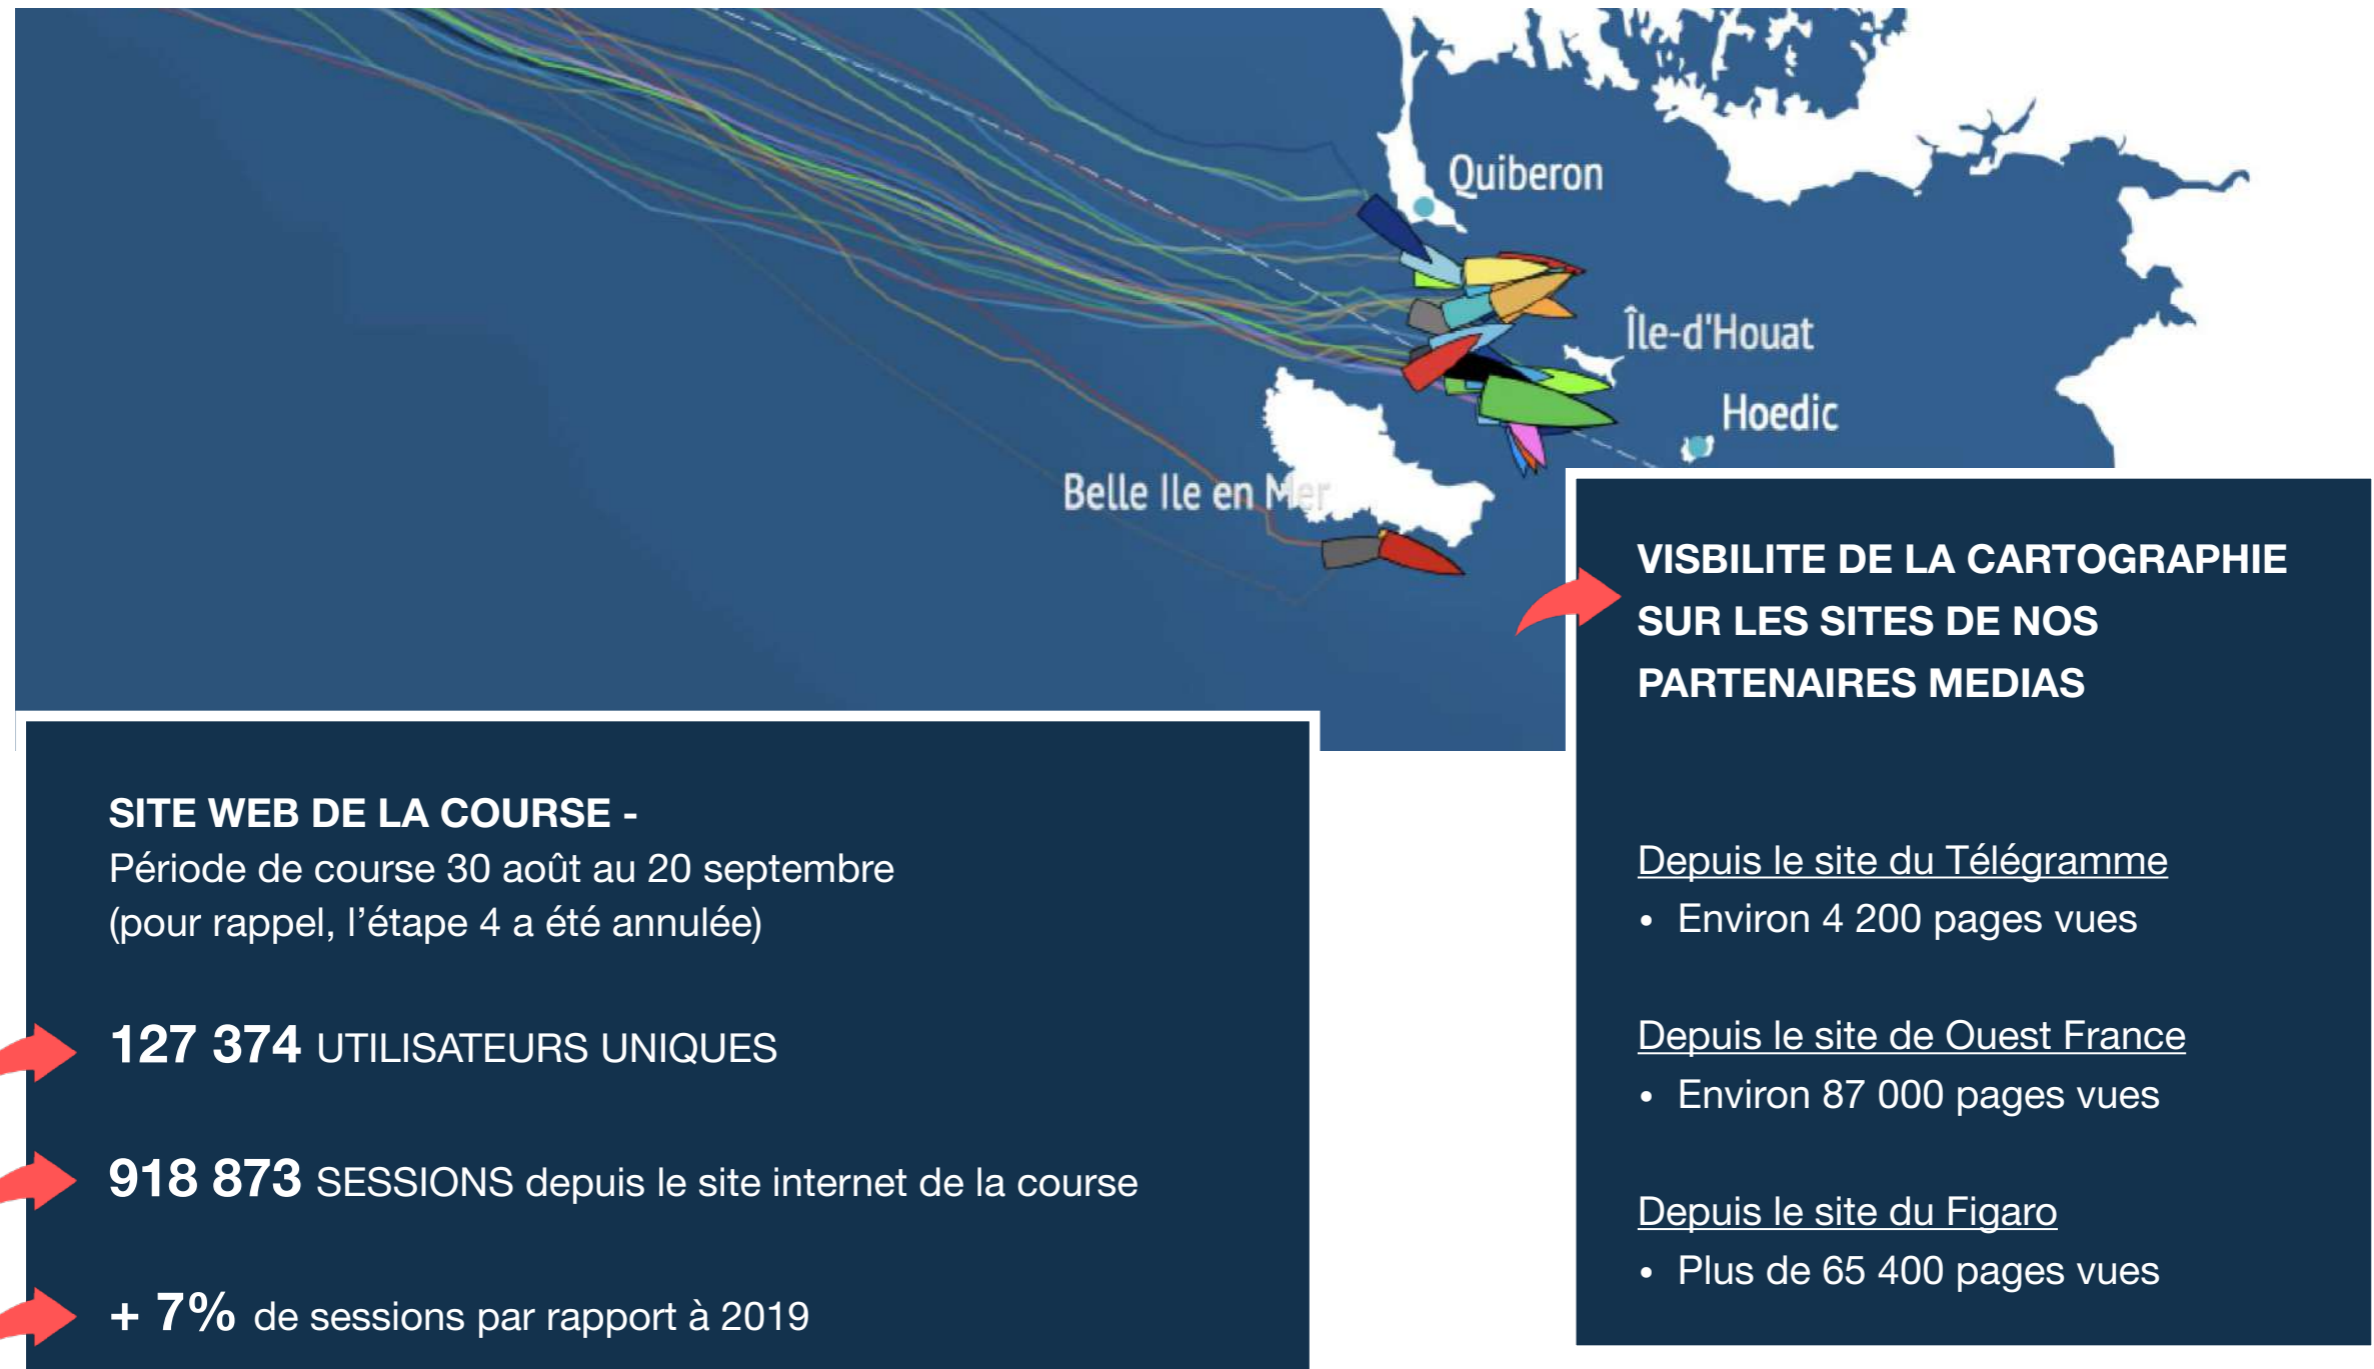 Quiberon
Île-d'Houat
Hoedic
Belle Ile en Mer
VISBILITE DE LA CARTOGRAPHIE
SUR LES SITES DE NOS
PARTENAIRES MEDIAS
Depuis le site du Télégramme
• Environ 4 200 pages vues
Depuis le site de Ouest France
• Environ 87 000 pages vues
Depuis le site du Figaro
• Plus de 65 400 pages vues
SITE WEB DE LA COURSE -
Période de course 30 août au 20 septembre
(pour rappel, l'étape 4 a été annulée)
127 374 UTILISATEURS UNIQUES
918 873 SESSIONS depuis le site internet de la course
+ 7% de sessions par rapport à 2019